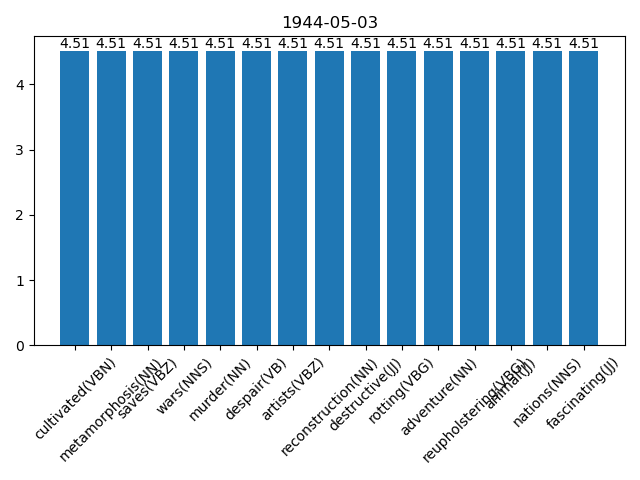 1944-05-03
4.51 4.51 4.51 4.51 4.51 4.51 4.51 4.51 4.51 4.51 4.51 4.51 4.51 4.51 4.51
4
3
2
1
0
cultivated(VBN)
metamorphosis(NN)
saves(VBZ)
wars(NNS)
murder(NN)
despair(VB)
artists(VBZ)
reconstruction(NN)
destructive(JJ)
rotting(VBG)
adventure(NN)
reupholstering(VBG)
animal(JJ)
nations(NNS)
fascinating(JJ)